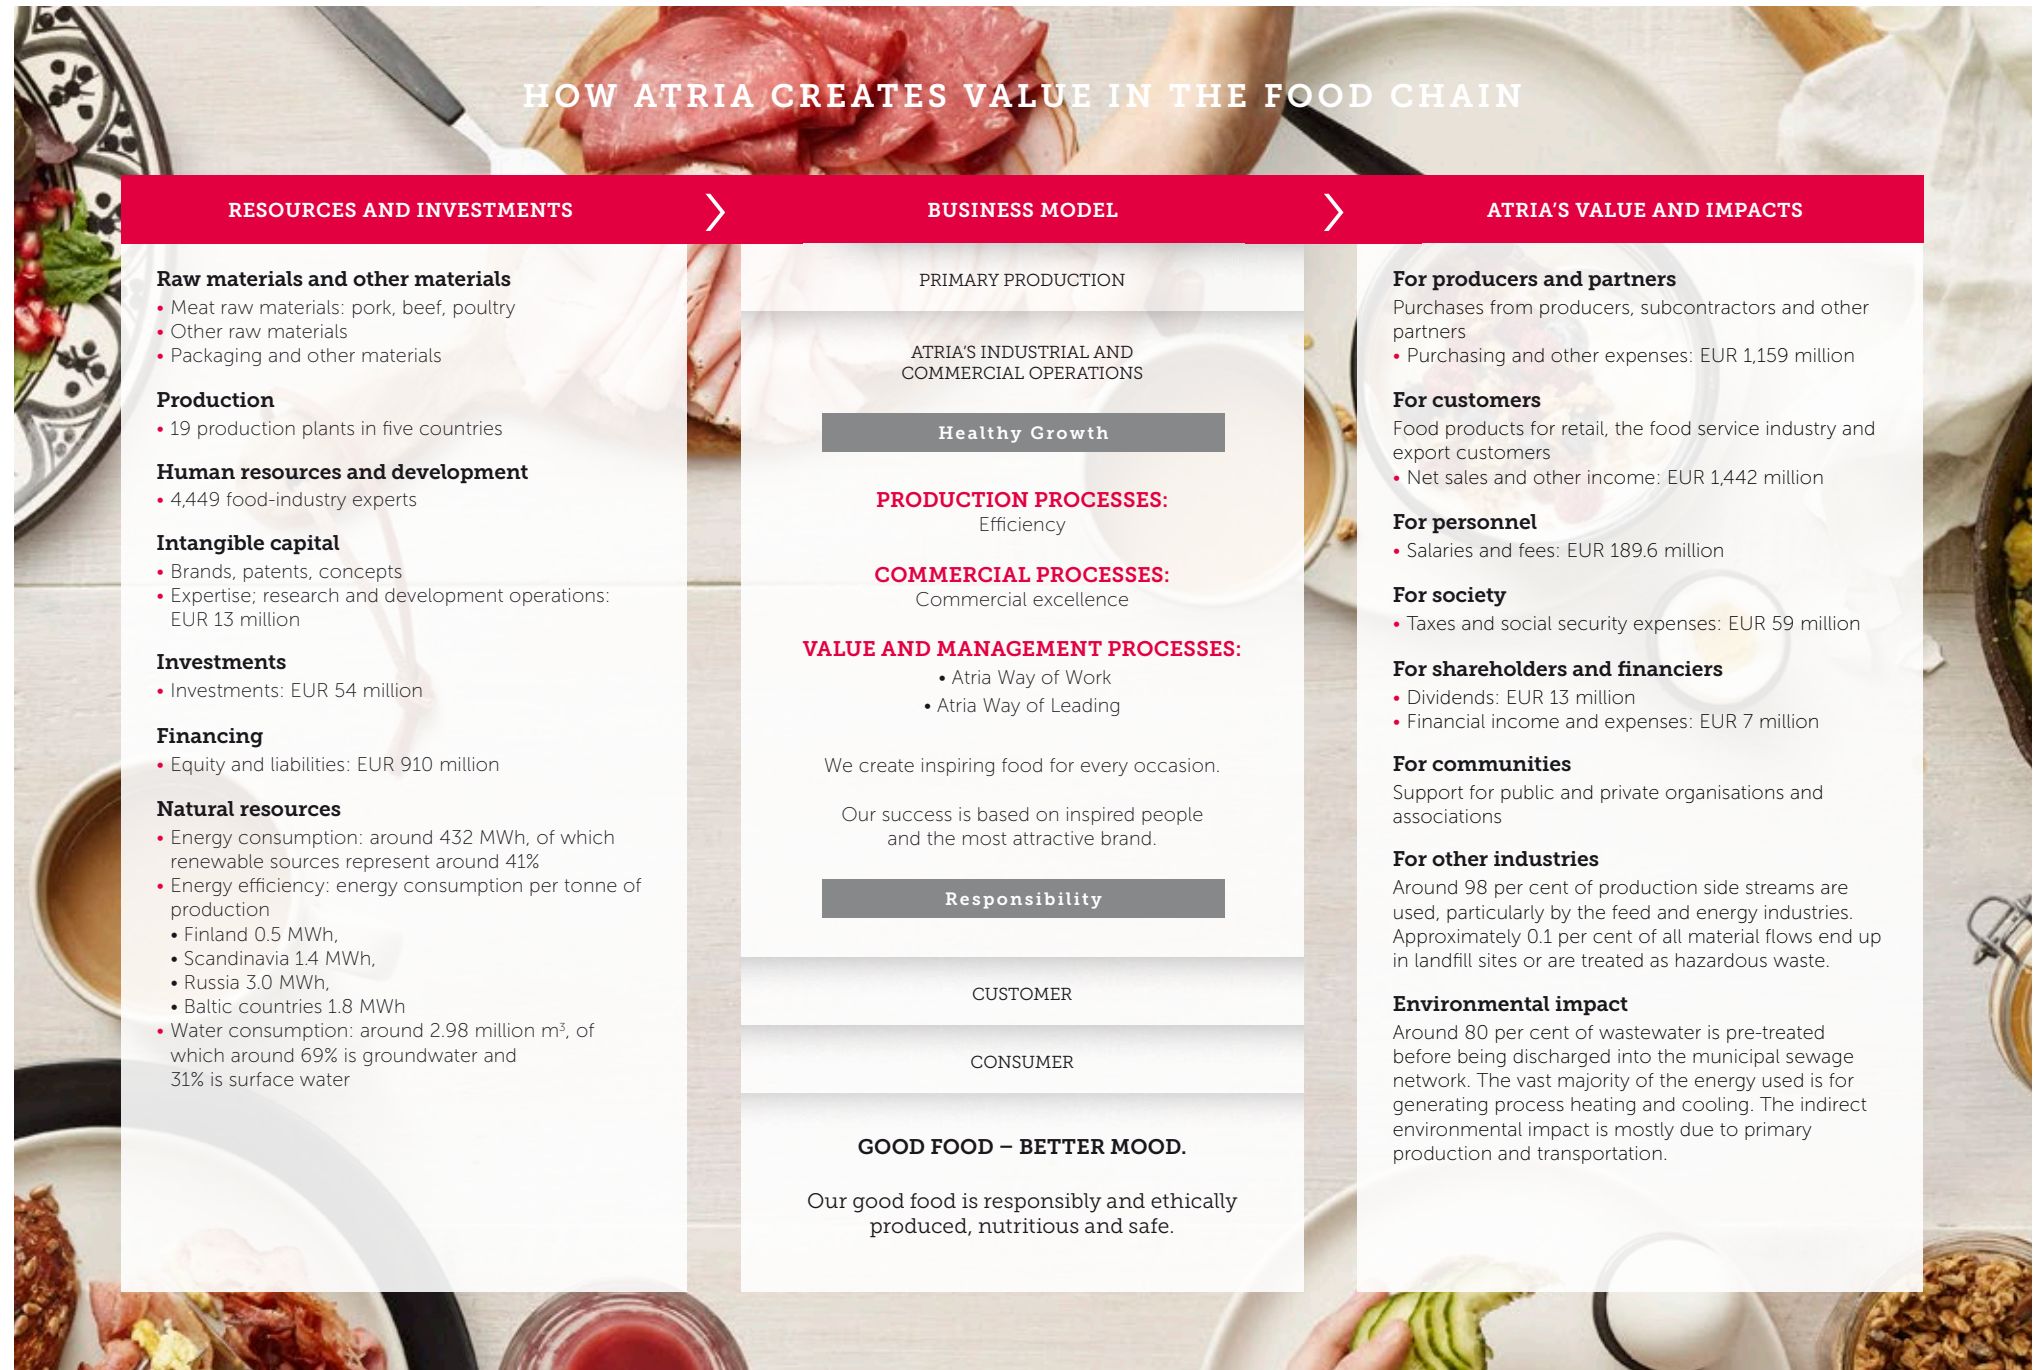 HOW ATRIA CREATES VALUE IN THE FOOD CHAIN
RESOURCES AND INVESTMENTS
Raw materials and other materials
• Meat raw materials: pork, beef, poultry
• Other raw materials
• Packaging and other materials
Production
• 19 production plants in five countries
Human resources and development
• 4,449 food-industry experts
Intangible capital
• Brands, patents, concepts
• Expertise; research and development operations:
EUR 13 million
Investments
• Investments: EUR 54 million
Financing
• Equity and liabilities: EUR 910 million
Natural resources
• Energy consumption: around 432 MWh, of which
renewable sources represent around 41%
• Energy efficiency: energy consumption per tonne of
production
• Finland 0.5 MWh,
• Scandinavia 1.4 MWh,
• Russia 3.0 MWh,
• Baltic countries 1.8 MWh
• Water consumption: around 2.98 million m³, of
which around 69% is groundwater and
31% is surface water
BUSINESS MODEL
PRIMARY PRODUCTION
ATRIA'S INDUSTRIAL AND
COMMERCIAL OPERATIONS
Healthy Growth
PRODUCTION PROCESSES:
Efficiency
COMMERCIAL PROCESSES:
Commercial excellence
VALUE AND MANAGEMENT PROCESSES:
• Atria Way of Work
• Atria Way of Leading
We create inspiring food for every occasion.
Our success is based on inspired people
and the most attractive brand.
Responsibility
CUSTOMER
CONSUMER
GOOD FOOD – BETTER MOOD.
Our good food is responsibly and ethically
produced, nutritious and safe.
ATRIA'S VALUE AND IMPACTS
For producers and partners
Purchases from producers, subcontractors and other
partners
• Purchasing and other expenses: EUR 1,159 million
For customers
Food products for retail, the food service industry and
export customers
• Net sales and other income: EUR 1,442 million
For personnel
• Salaries and fees: EUR 189.6 million
For society
• Taxes and social security expenses: EUR 59 million
For shareholders and financiers
• Dividends: EUR 13 million
• Financial income and expenses: EUR 7 million
For communities
Support for public and private organisations and
associations
For other industries
Around 98 per cent of production side streams are
used, particularly by the feed and energy industries.
Approximately 0.1 per cent of all material flows end up
in landfill sites or are treated as hazardous waste.
Environmental impact
Around 80 per cent of wastewater is pre-treated
before being discharged into the municipal sewage
network. The vast majority of the energy used is for
generating process heating and cooling. The indirect
environmental impact is mostly due to primary
production and transportation.